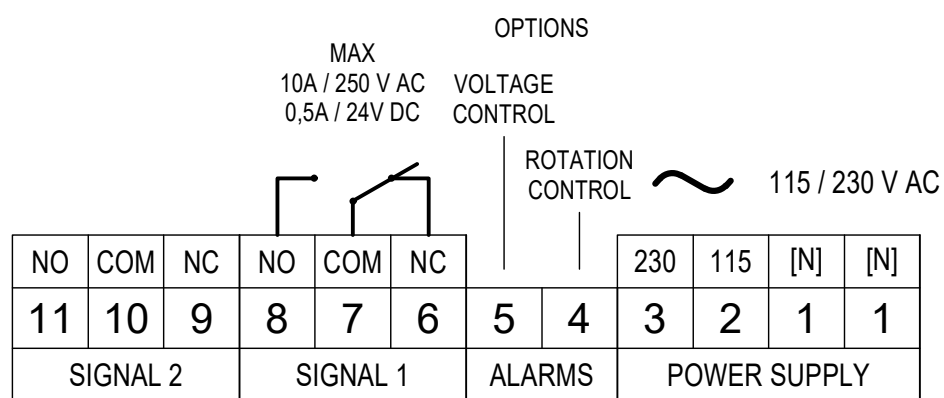 OPTIONS
MAX
10A / 250 V AC
0,5A / 24V DC
VOLTAGE
CONTROL
ROTATION
CONTROL
115 / 230 V AC
NO COM NC NO COM NC 230 115 [N] [N]
11 10 9 8 7 6 5 4 3 2 1 1
SIGNAL 2 SIGNAL 1 ALARMS POWER SUPPLY